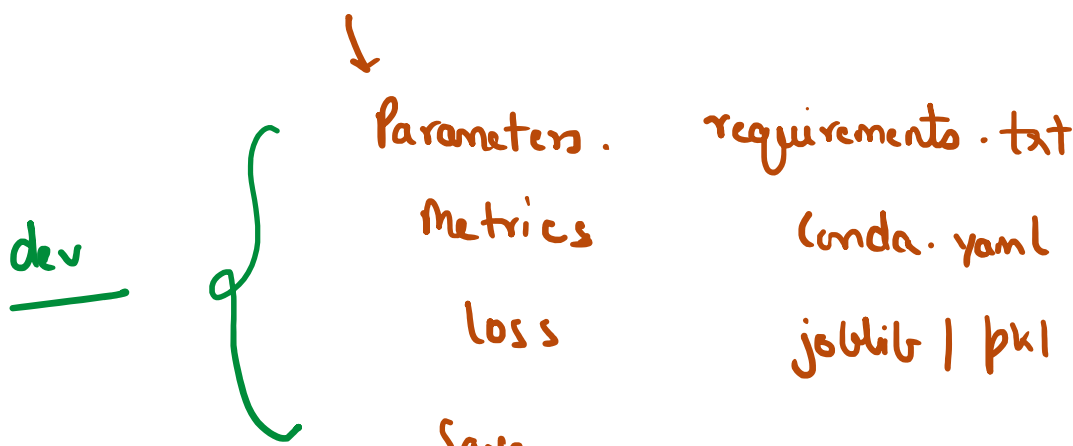 Parameters. requirements.txt
Metrics Conda.yaml
dev
loss joblib | pkl